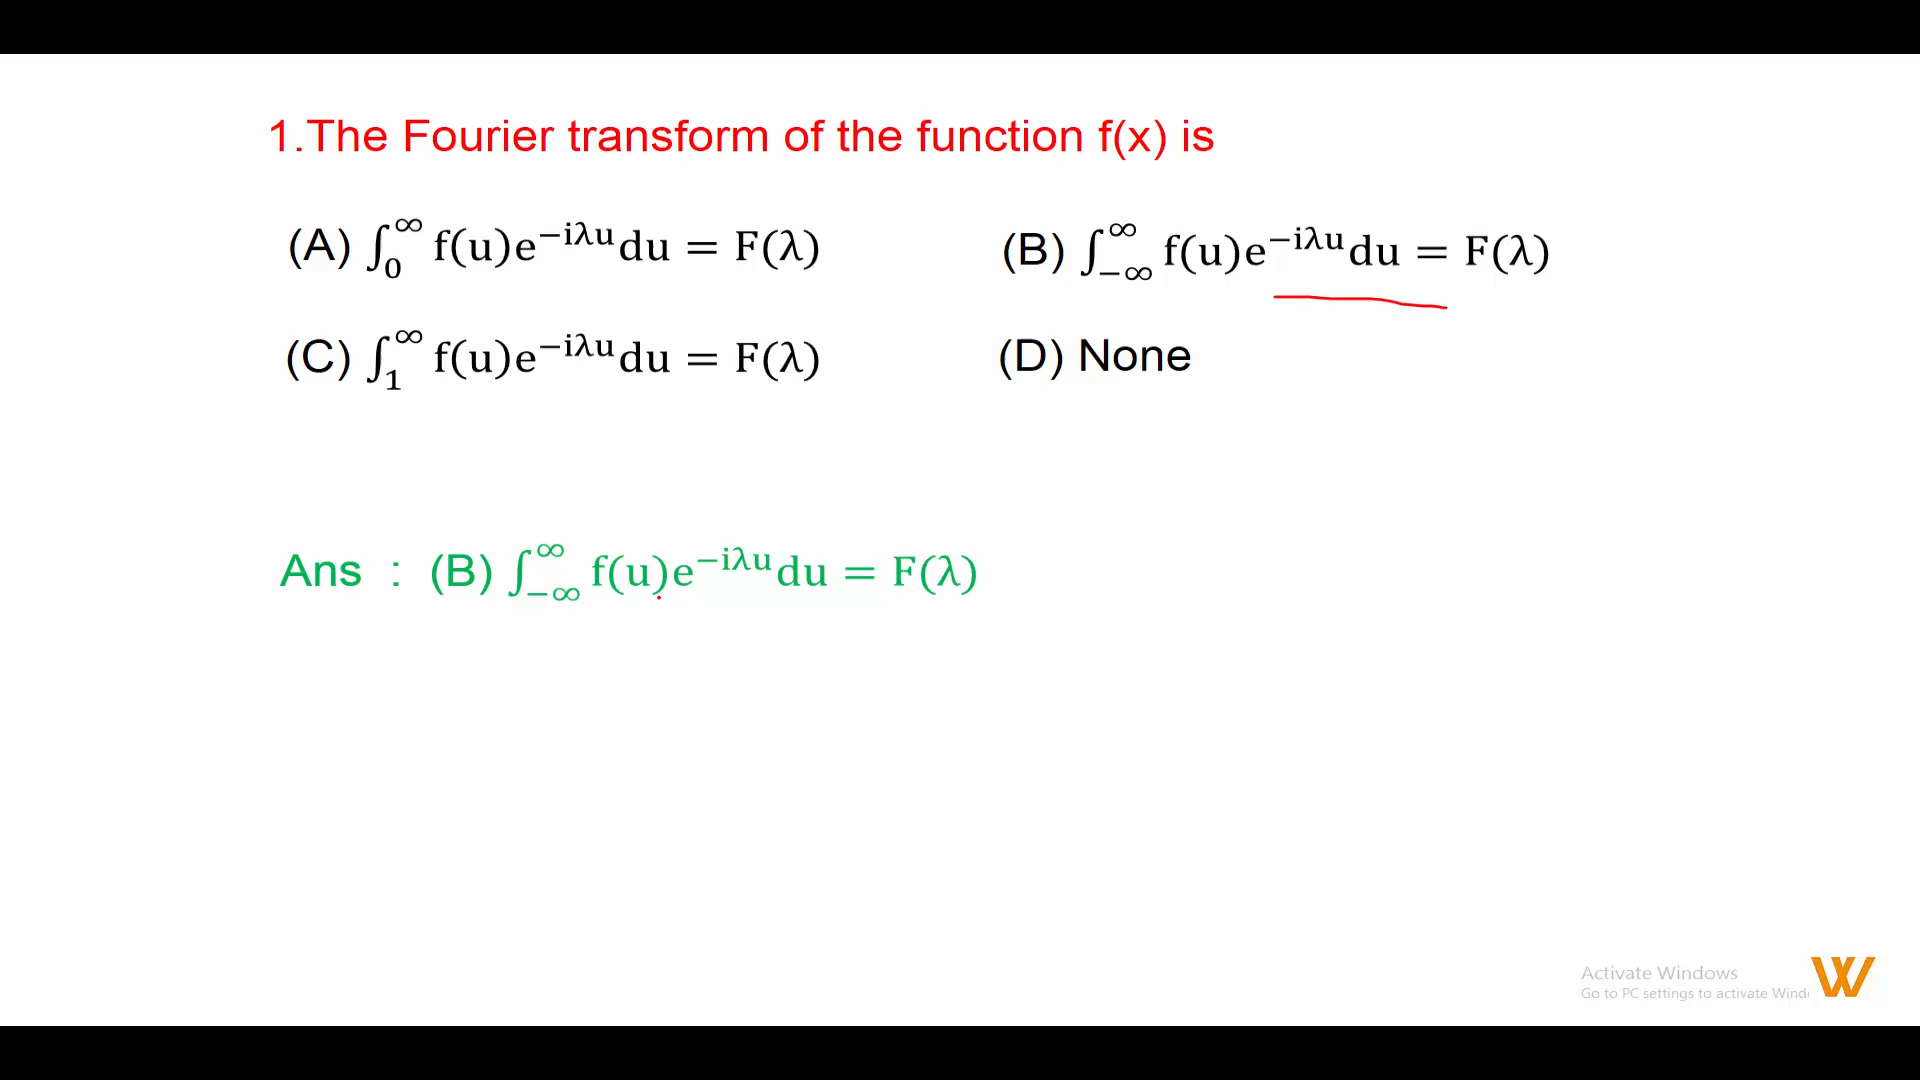 1.The Fourier transform of the function f(x) is
(A) ∫₀^∞ f(u)e^{−iλu}du = F(λ) (B) ∫_{−∞}^∞ f(u)e^{−iλu}du = F(λ)
(C) ∫₁^∞ f(u)e^{−iλu}du = F(λ) (D) None
Ans : (B) ∫_{−∞}^∞ f(u)e^{−iλu}du = F(λ)
Activate Windows
Go to PC settings to activate Wind
W